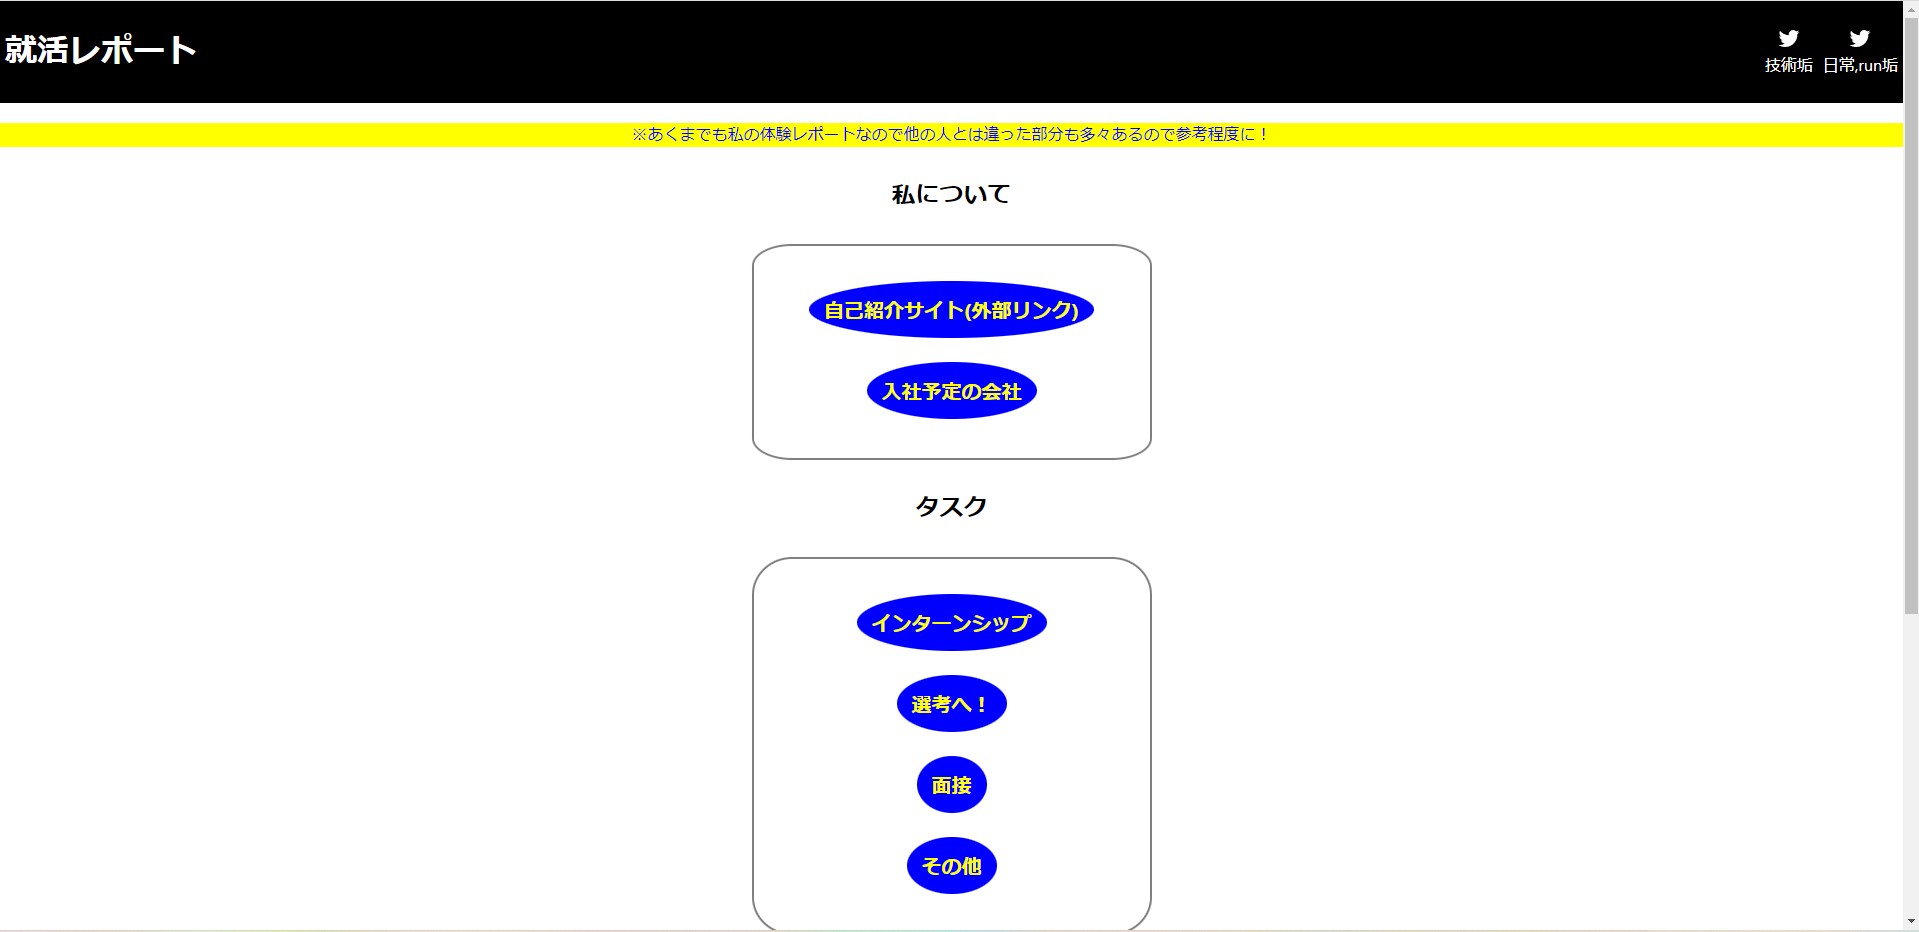 就活レポート
技術垢
日常,run垢
※あくまでも私の体験レポートなので他の人とは違った部分も多々あるので参考程度に！
私について
自己紹介サイト(外部リンク)
入社予定の会社
タスク
インターンシップ
選考へ！
面接
その他